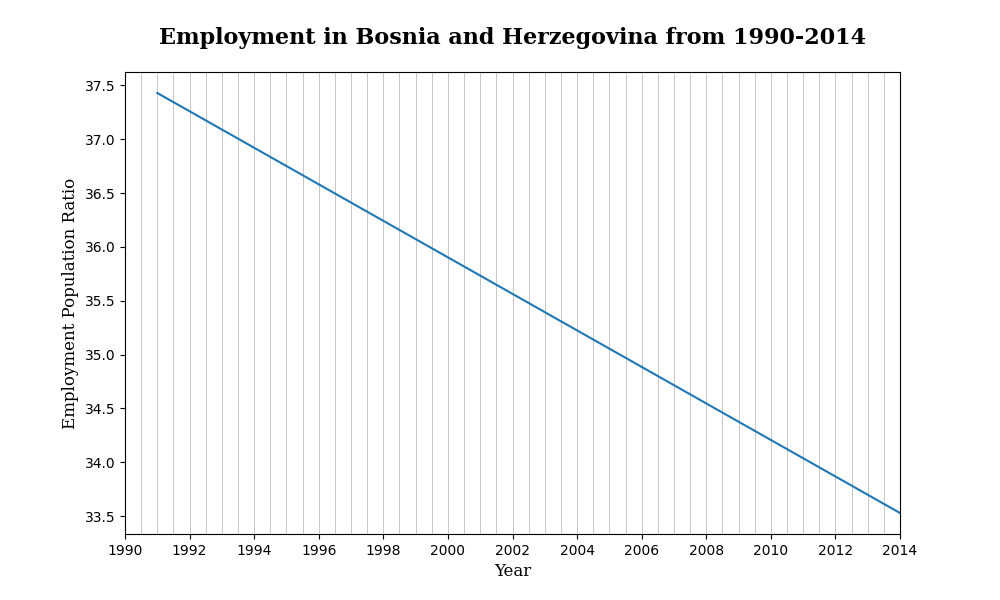 Employment in Bosnia and Herzegovina from 1990-2014
Employment Population Ratio
37.5
37.0
36.5
36.0
35.5
35.0
34.5
34.0
33.5
1990 1992 1994 1996 1998 2000 2002 2004 2006 2008 2010 2012 2014
Year